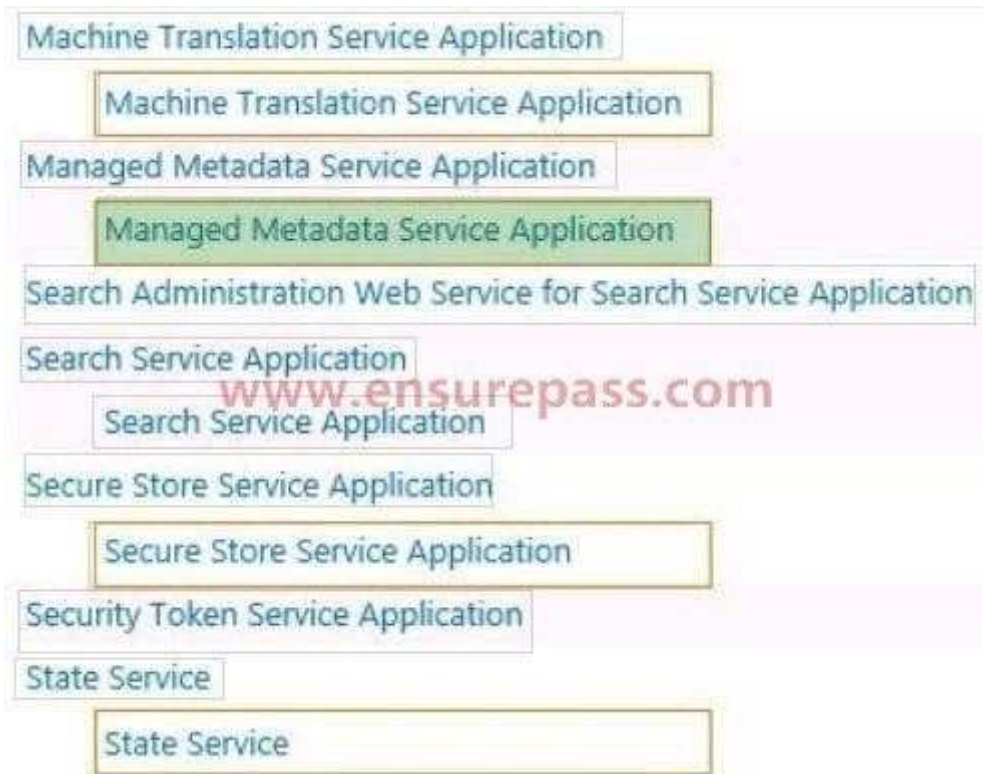 Machine Translation Service Application
Machine Translation Service Application
Managed Metadata Service Application
Managed Metadata Service Application
Search Administration Web Service for Search Service Application
Search Service Application
www.ensurepass.com
Search Service Application
Secure Store Service Application
Secure Store Service Application
Security Token Service Application
State Service
State Service